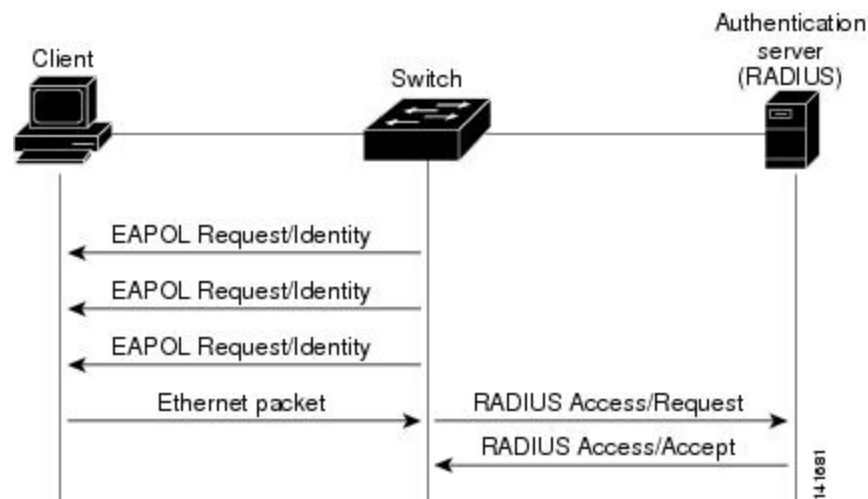 Client
Switch
Authentication
server
(RADIUS)
EAPOL Request/Identity
EAPOL Request/Identity
EAPOL Request/Identity
Ethernet packet
RADIUS Access/Request
RADIUS Access/Accept
141681